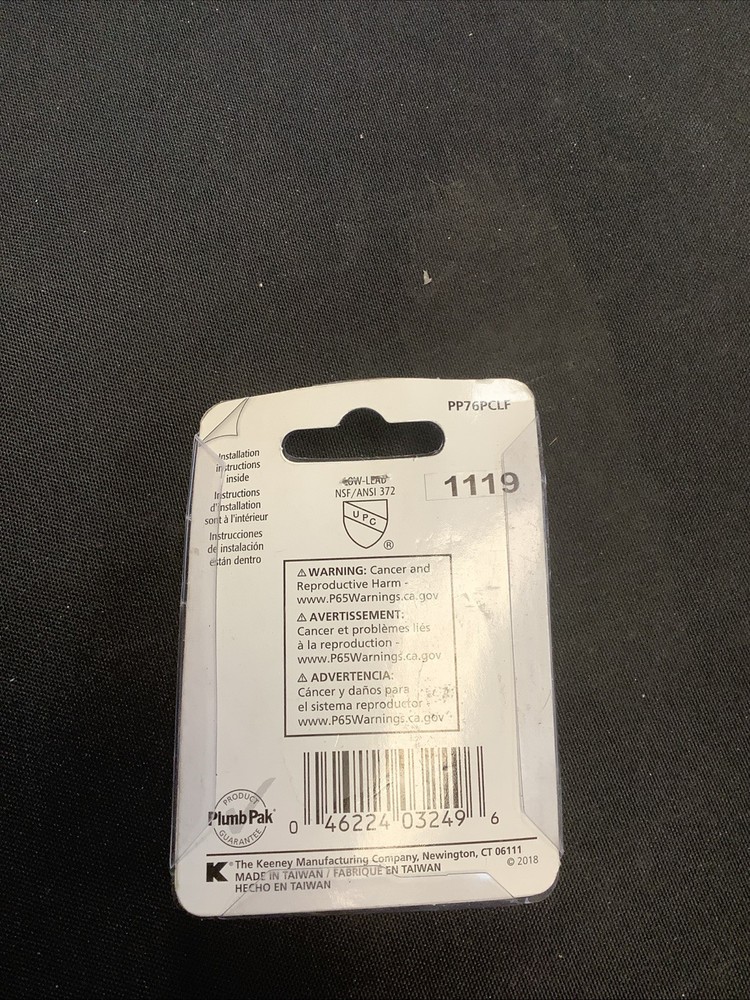 PP76PCLF
Installation
instructions
inside
Instructions
d'installation
sont à l'intérieur
Instrucciones
de instalación
están dentro
LOW-LEAD
NSF/ANSI 372
1119
UPC
®
⚠ WARNING: Cancer and
Reproductive Harm -
www.P65Warnings.ca.gov
⚠ AVERTISSEMENT:
Cancer et problèmes liés
à la reproduction -
www.P65Warnings.ca.gov
⚠ ADVERTENCIA:
Cáncer y daños para
el sistema reproductor -
www.P65Warnings.ca.gov
PRODUCT
PlumbPak®
GUARANTEE
0 46224 03249 6
K® The Keeney Manufacturing Company, Newington, CT 06111
MADE IN TAIWAN / FABRIQUÉ EN TAIWAN © 2018
HECHO EN TAIWAN